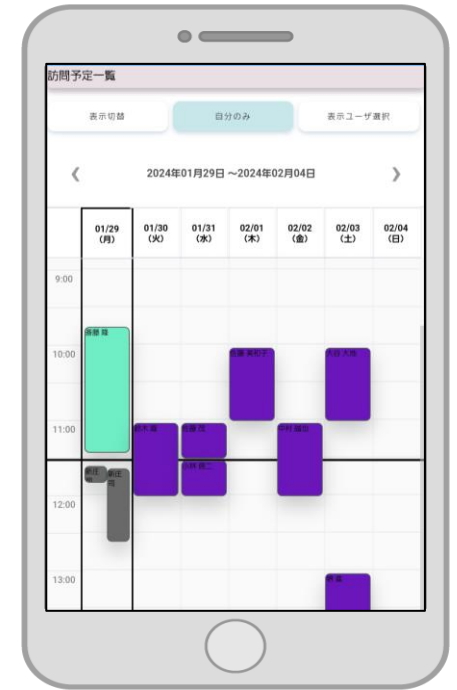 訪問予定一覧
表示切替
自分のみ
表示ユーザ選択
2024年01月29日 ～2024年02月04日
01/29 (月)
01/30 (火)
01/31 (水)
02/01 (木)
02/02 (金)
02/03 (土)
02/04 (日)
9:00
10:00
11:00
12:00
13:00